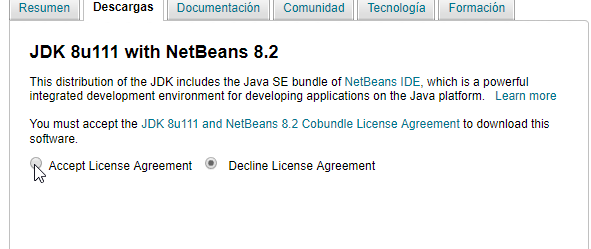 Resumen Descargas Documentación Comunidad Tecnología Formación
JDK 8u111 with NetBeans 8.2
This distribution of the JDK includes the Java SE bundle of NetBeans IDE, which is a powerful
integrated development environment for developing applications on the Java platform. Learn more
You must accept the JDK 8u111 and NetBeans 8.2 Cobundle License Agreement to download this
software.
Accept License Agreement Decline License Agreement